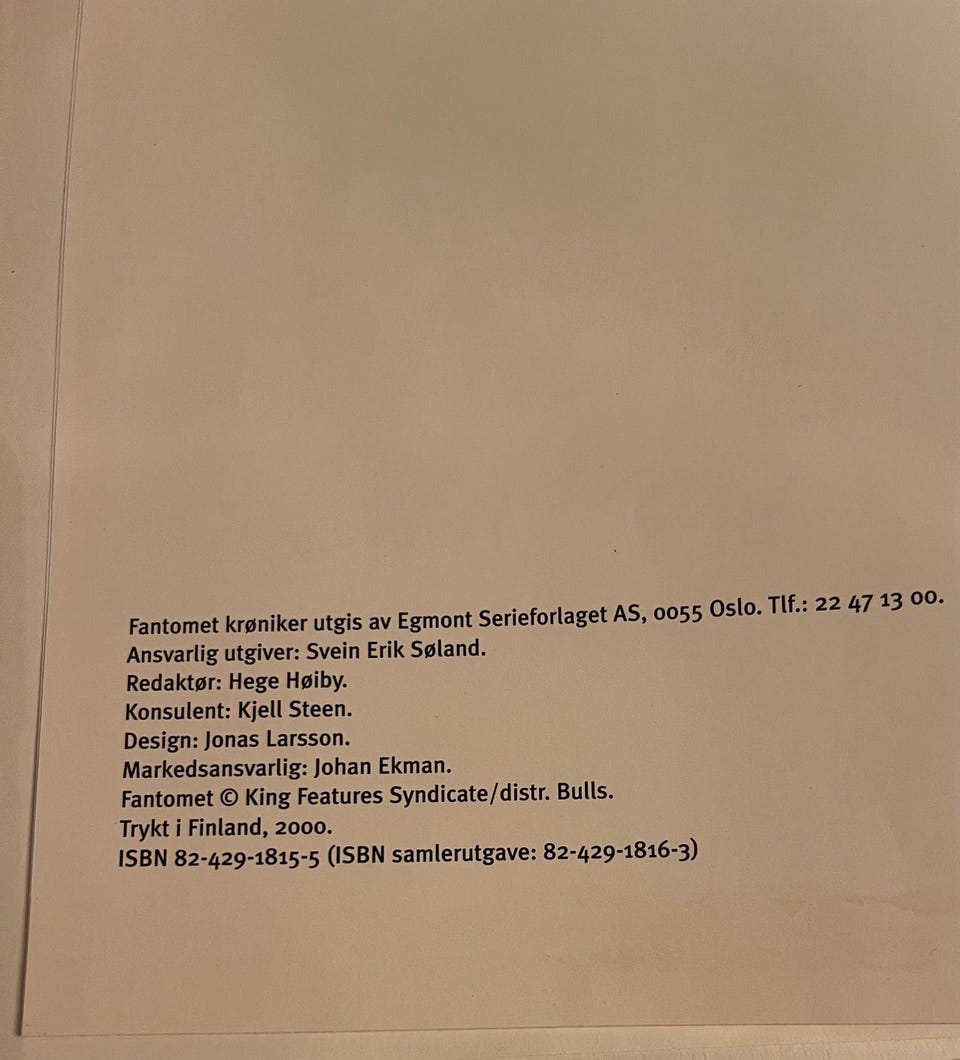 Fantomet krøniker utgis av Egmont Serieforlaget AS, 0055 Oslo. Tlf.: 22 47 13 00.
Ansvarlig utgiver: Svein Erik Søland.
Redaktør: Hege Høiby.
Konsulent: Kjell Steen.
Design: Jonas Larsson.
Markedsansvarlig: Johan Ekman.
Fantomet © King Features Syndicate/distr. Bulls.
Trykt i Finland, 2000.
ISBN 82-429-1815-5 (ISBN samlerutgave: 82-429-1816-3)